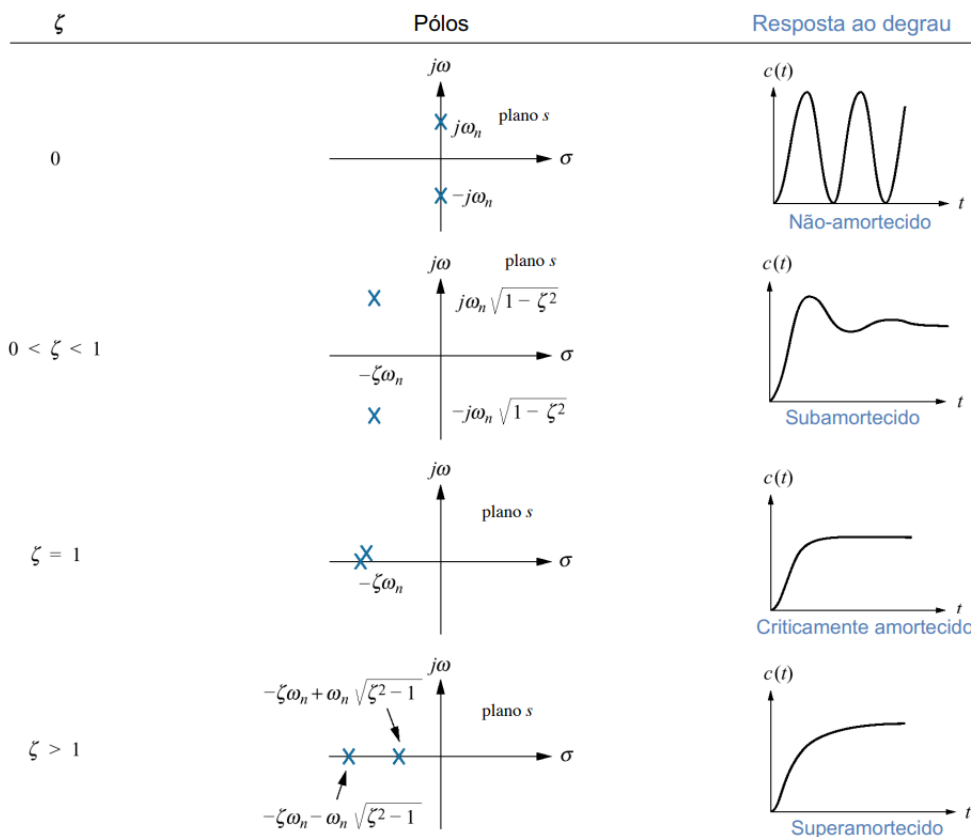 ζ Pólos Resposta ao degrau
jω
c(t)
plano s
jωₙ
0
σ
−jωₙ
t
Não-amortecido
jω
plano s
c(t)
jωₙ√(1 − ζ²)
0 < ζ < 1
σ
−ζωₙ
−jωₙ√(1 − ζ²)
t
Subamortecido
jω
c(t)
plano s
ζ = 1
σ
−ζωₙ
t
Criticamente amortecido
jω
c(t)
−ζωₙ + ωₙ√(ζ² − 1)
plano s
ζ > 1
σ
−ζωₙ − ωₙ√(ζ² − 1)
t
Superamortecido